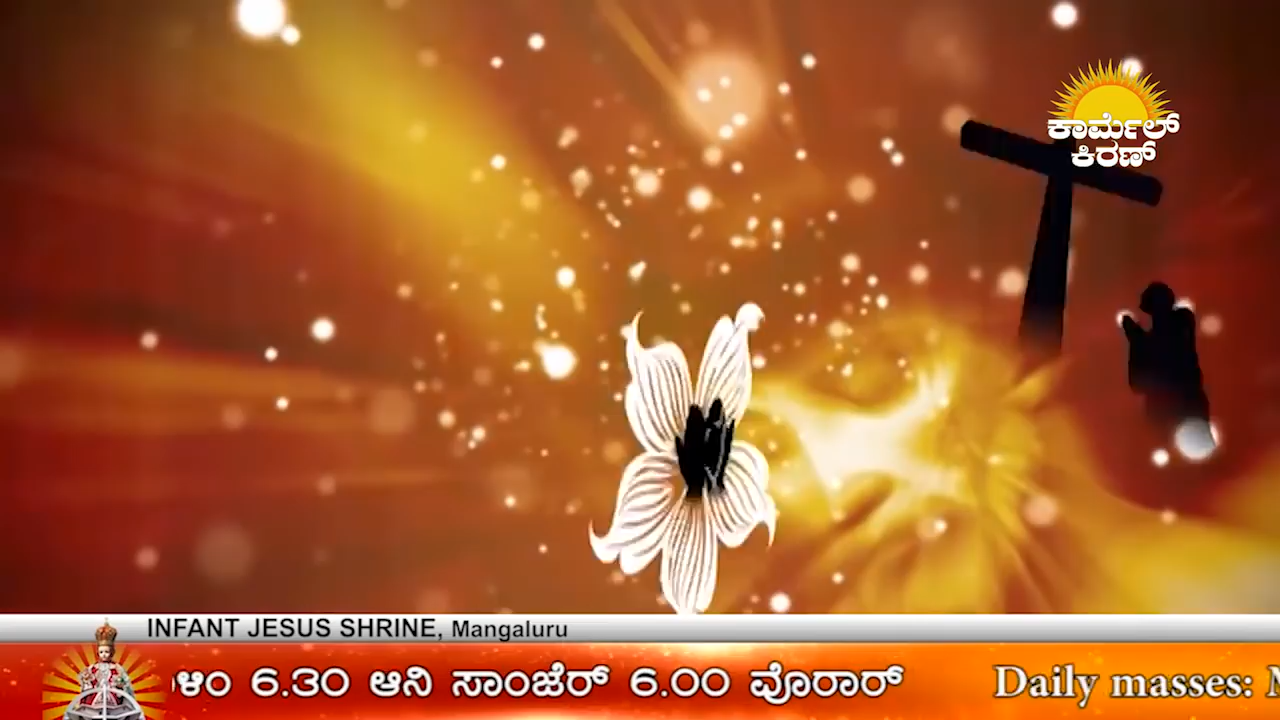 ಕಾರ್ಮೆಲ್
ಕಿರಣ್
INFANT JESUS SHRINE, Mangaluru
6.30 ಆನಿ ಸಾಂಜೆರ್ 6.00 ವೊರಾರ್ Daily masses: